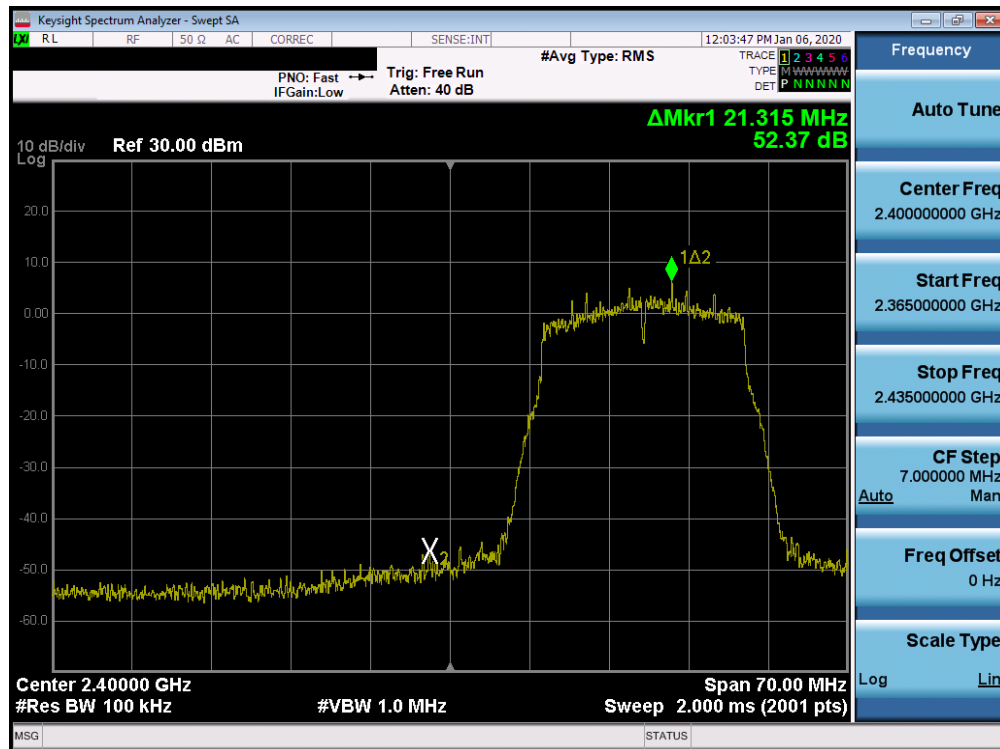 Keysight Spectrum Analyzer - Swept SA
LXI RL RF 50 Ω AC CORREC SENSE:INT 12:03:47 PM Jan 06, 2020
PNO: Fast
IFGain:Low
Trig: Free Run
Atten: 40 dB
#Avg Type: RMS
TRACE 1 2 3 4 5 6
TYPE M W W W W W
DET P N N N N N
ΔMkr1 21.315 MHz
52.37 dB
10 dB/div
Log
Ref 30.00 dBm
20.0
10.0
0.00
-10.0
-20.0
-30.0
-40.0
-50.0
-60.0
1Δ2
X2
Center 2.40000 GHz
#Res BW 100 kHz
#VBW 1.0 MHz
Span 70.00 MHz
Sweep 2.000 ms (2001 pts)
MSG
STATUS
Frequency
Auto Tune
Center Freq
2.400000000 GHz
Start Freq
2.365000000 GHz
Stop Freq
2.435000000 GHz
CF Step
7.000000 MHz
Auto Man
Freq Offset
0 Hz
Scale Type
Log Lin